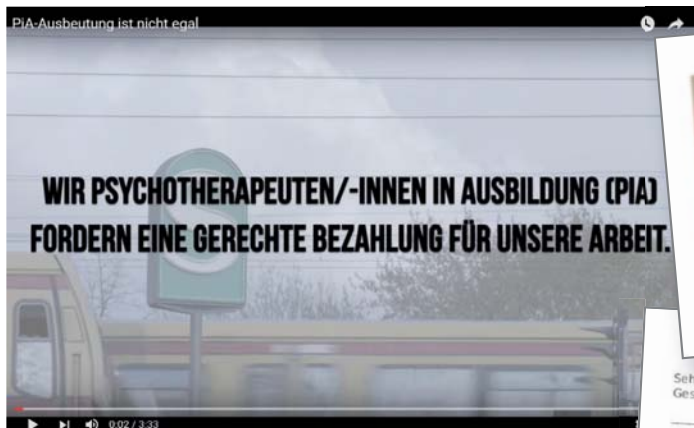 PiA-Ausbeutung ist nicht egal
S
WIR PSYCHOTHERAPEUTEN/-INNEN IN AUSBILDUNG (PIA)
FORDERN EINE GERECHTE BEZAHLUNG FÜR UNSERE ARBEIT.
Seh
Ges
0:02 / 3:33